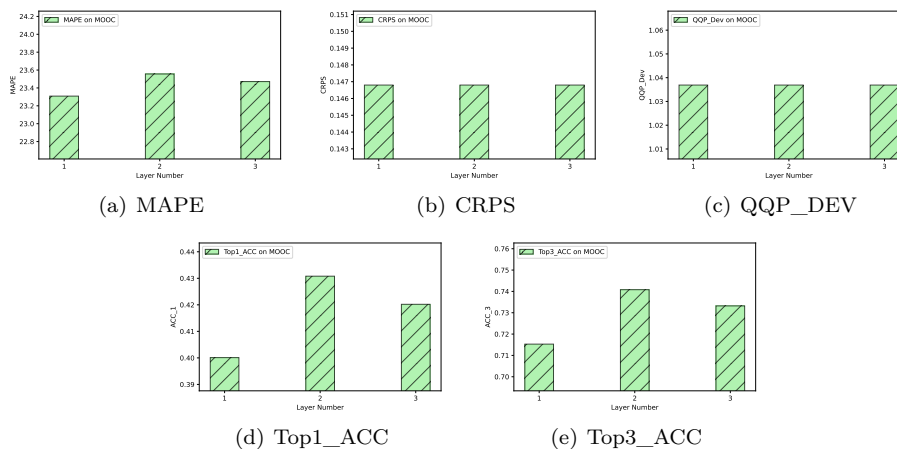 MAPE on MOOC
24.2
24.0
23.8
23.6
23.4
23.2
23.0
22.8
MAPE
1 2 3
Layer Number
(a) MAPE
CRPS on MOOC
0.151
0.150
0.149
0.148
0.147
0.146
0.145
0.144
0.143
CRPS
1 2 3
Layer Number
(b) CRPS
QQP_Dev on MOOC
1.06
1.05
1.04
1.03
1.02
1.01
QQP_Dev
1 2 3
Layer Number
(c) QQP_DEV
Top1_ACC on MOOC
0.44
0.43
0.42
0.41
0.40
0.39
ACC_1
1 2 3
Layer Number
(d) Top1_ACC
Top3_ACC on MOOC
0.76
0.75
0.74
0.73
0.72
0.71
0.70
ACC_3
1 2 3
Layer Number
(e) Top3_ACC